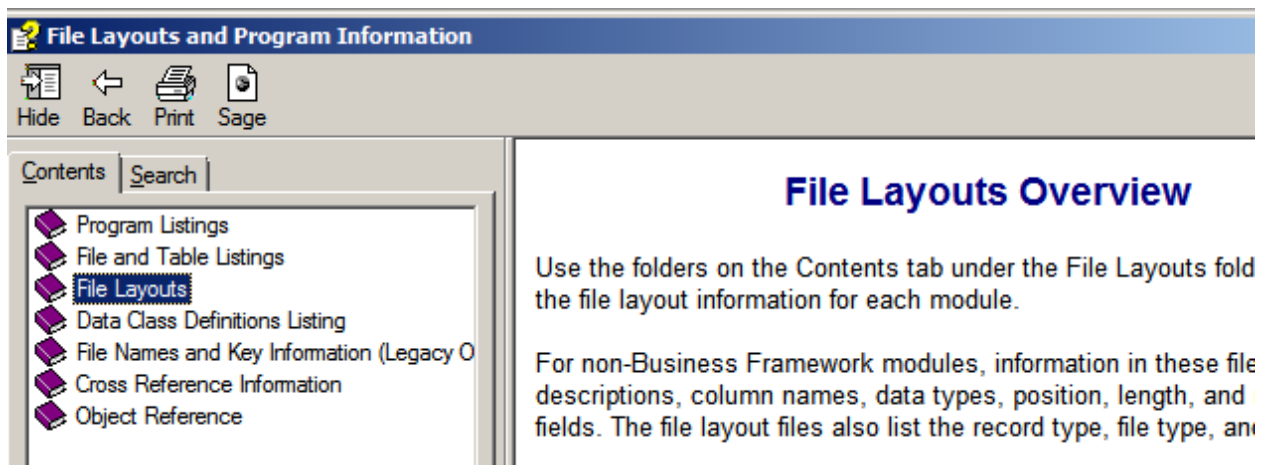 File Layouts and Program Information
Hide Back Print Sage
Contents Search
Program Listings
File and Table Listings
File Layouts
Data Class Definitions Listing
File Names and Key Information (Legacy O
Cross Reference Information
Object Reference
File Layouts Overview
Use the folders on the Contents tab under the File Layouts fold
the file layout information for each module.
For non-Business Framework modules, information in these file
descriptions, column names, data types, position, length, and
fields. The file layout files also list the record type, file type, and